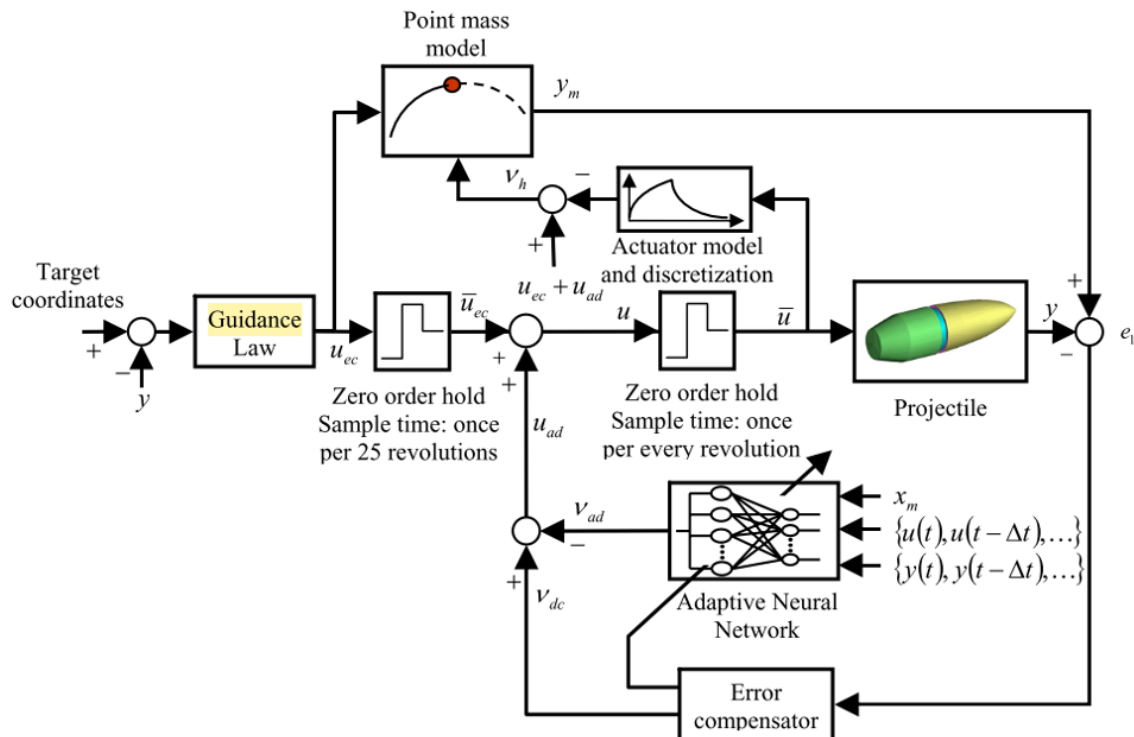 Point mass
model
y_m
ν_h
−
+
Actuator model
and discretization
Target
coordinates
u_ec + u_ad
+
−
y
Guidance
Law
u_ec
ū_ec
+
+
u
ū
y
+
−
e_1
Zero order hold
Sample time: once
per 25 revolutions
Zero order hold
Sample time: once
per every revolution
Projectile
u_ad
ν_ad
−
+
ν_dc
x_m
{u(t), u(t − Δt),…}
{y(t), y(t − Δt),…}
Adaptive Neural
Network
Error
compensator